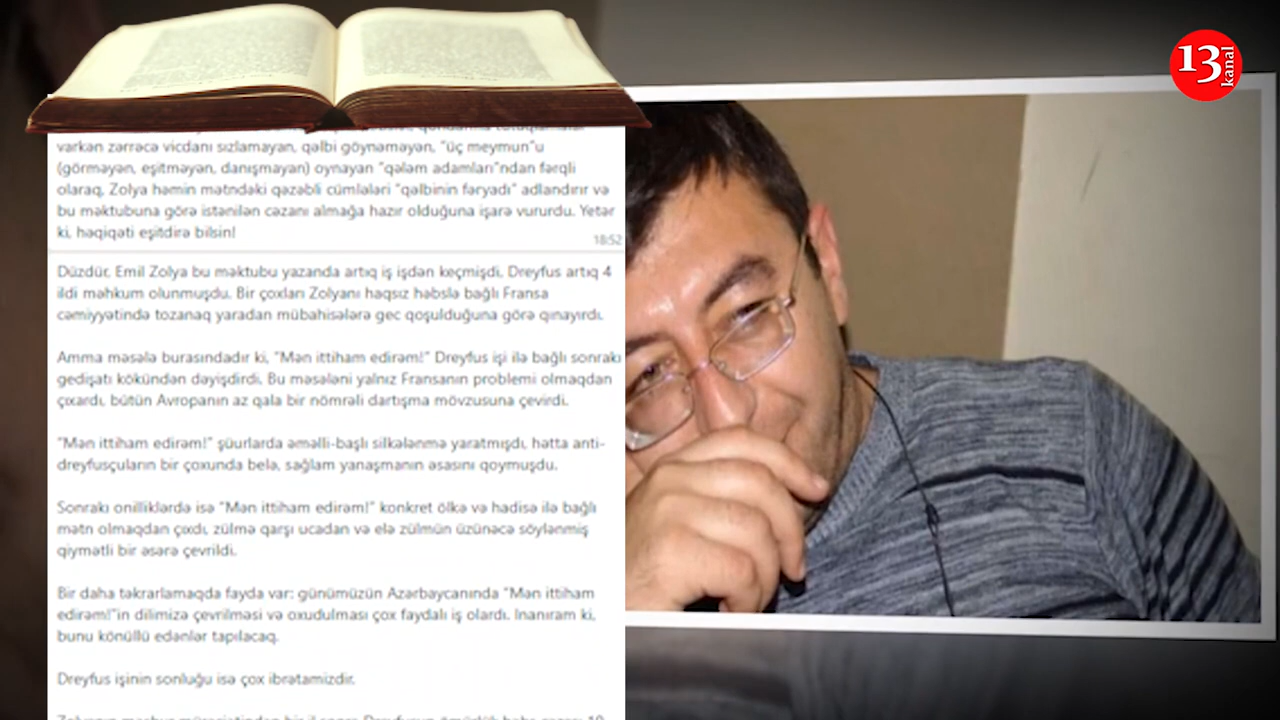 13
kanal
varkən zərrəcə vicdanı sızlamayan, qəlbi göynəməyən, “üç meymun”u
(görməyən, eşitməyən, danışmayan) oynayan “qələm adamları”ndan fərqli
olaraq, Zolya həmin mətndəki qəzəbli cümlələri “qəlbinin fəryadı” adlandırır və
bu məktubuna görə istənilən cəzanı almağa hazır olduğuna işarə vururdu. Yetər
ki, həqiqəti eşitdirə bilsin!
18:52
Düzdür, Emil Zolya bu məktubu yazanda artıq iş işdən keçmişdi, Dreyfus artıq 4
ildi məhkum olunmuşdu. Bir çoxları Zolyanı haqsız həbslə bağlı Fransa
cəmiyyətində tozanaq yaradan mübahisələrə gec qoşulduğuna görə qınayırdı.
Amma məsələ burasındadır ki, “Mən ittiham edirəm!” Dreyfus işi ilə bağlı sonrakı
gedişatı kökündən dəyişdirdi. Bu məsələni yalnız Fransanın problemi olmaqdan
çıxardı, bütün Avropanın az qala bir nömrəli dartışma mövzusuna çevirdi.
“Mən ittiham edirəm!” şüurlarda əməlli-başlı silkələnmə yaratmışdı, hətta anti-
dreyfusçuların bir çoxunda belə, sağlam yanaşmanın əsasını qoymuşdu.
Sonrakı onilliklərdə isə “Mən ittiham edirəm!” konkret ölkə və hadisə ilə bağlı
mətn olmaqdan çıxdı, zülmə qarşı ucadan və elə zülmün üzünəcə söylənmiş
qiymətli bir əsərə çevrildi.
Bir daha təkrarlamaqda fayda var: günümüzün Azərbaycanında “Mən ittiham
edirəm!”in dilimizə çevrilməsi və oxudulması çox faydalı iş olardı. İnanıram ki,
bunu könüllü edənlər tapılacaq.
Dreyfus işinin sonluğu isə çox ibrətamizdir.